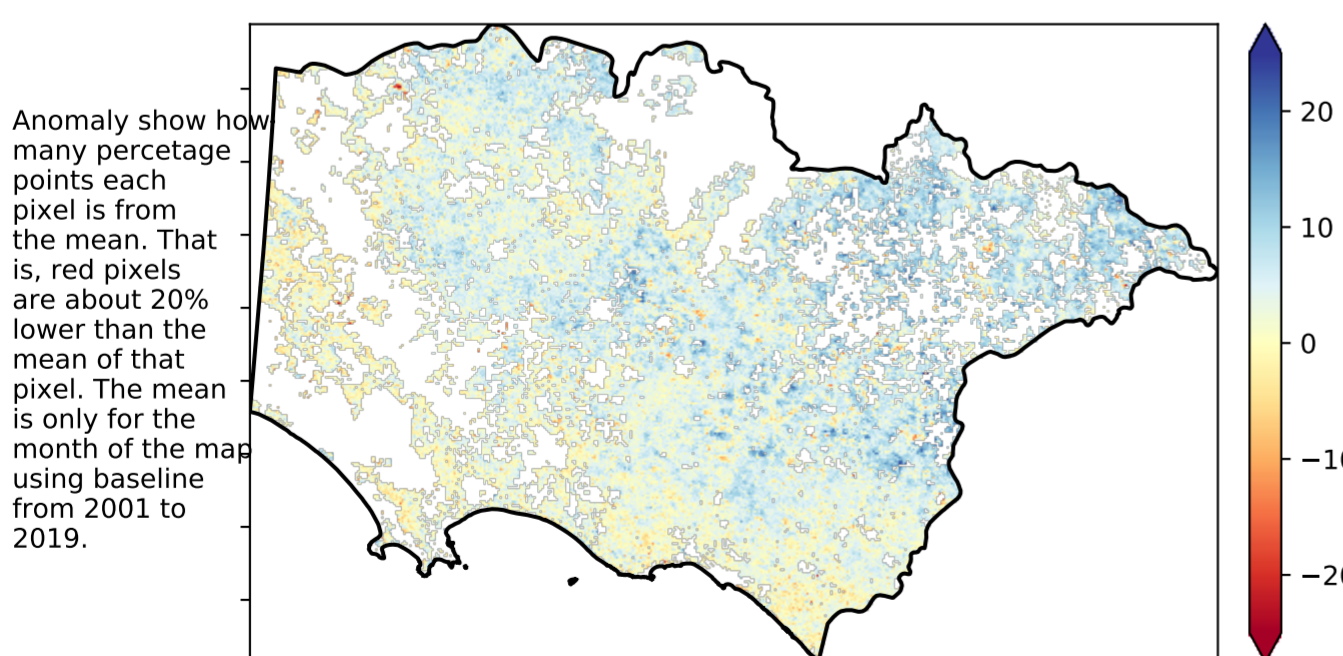 Anomaly show how
many percetage
points each
pixel is from
the mean. That
is, red pixels
are about 20%
lower than the
mean of that
pixel. The mean
is only for the
month of the map
using baseline
from 2001 to
2019.
20
10
0
−10
−20